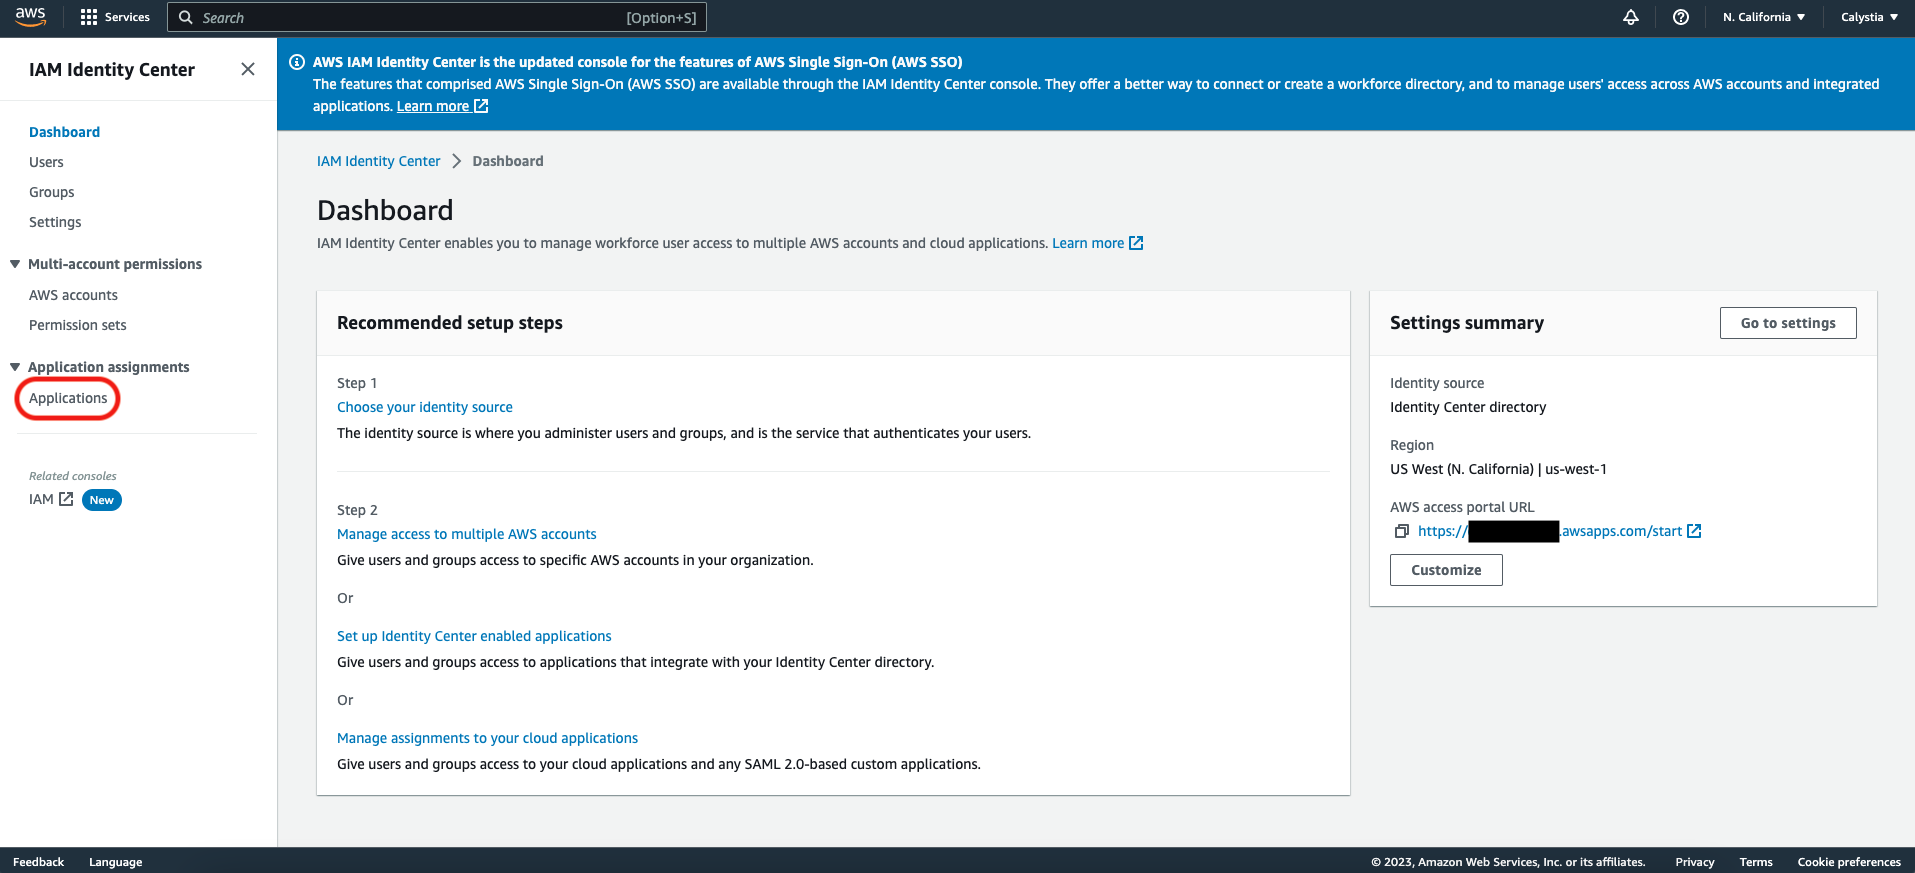 aws
Services
Search
[Option+S]
N. California
Calystia
IAM Identity Center
Dashboard
Users
Groups
Settings
Multi-account permissions
AWS accounts
Permission sets
Application assignments
Applications
Related consoles
IAM
New
AWS IAM Identity Center is the updated console for the features of AWS Single Sign-On (AWS SSO)
The features that comprised AWS Single Sign-On (AWS SSO) are available through the IAM Identity Center console. They offer a better way to connect or create a workforce directory, and to manage users' access across AWS accounts and integrated
applications. Learn more
IAM Identity Center Dashboard
Dashboard
IAM Identity Center enables you to manage workforce user access to multiple AWS accounts and cloud applications. Learn more
Recommended setup steps
Step 1
Choose your identity source
The identity source is where you administer users and groups, and is the service that authenticates your users.
Step 2
Manage access to multiple AWS accounts
Give users and groups access to specific AWS accounts in your organization.
Or
Set up Identity Center enabled applications
Give users and groups access to applications that integrate with your Identity Center directory.
Or
Manage assignments to your cloud applications
Give users and groups access to your cloud applications and any SAML 2.0-based custom applications.
Settings summary
Go to settings
Identity source
Identity Center directory
Region
US West (N. California) | us-west-1
AWS access portal URL
https:// .awsapps.com/start
Customize
Feedback
Language
© 2023, Amazon Web Services, Inc. or its affiliates.
Privacy
Terms
Cookie preferences